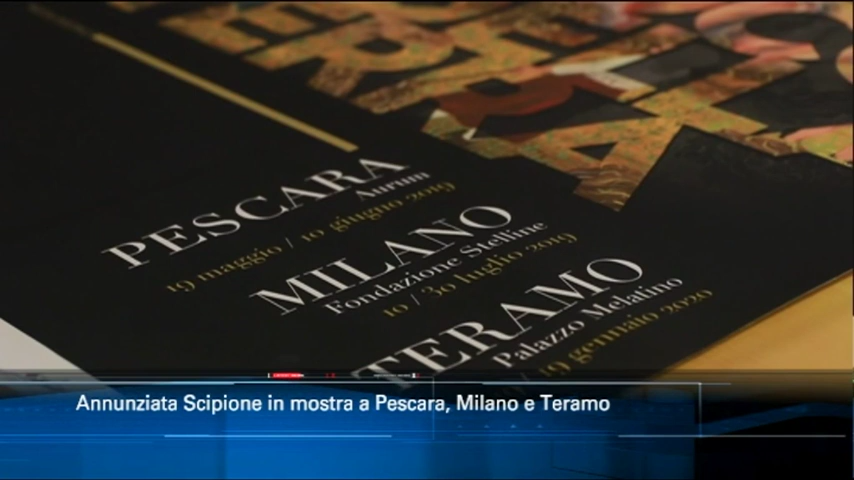 PESCARA
Aurum
19 maggio / 10 giugno 2019
MILANO
Fondazione Stelline
10 / 30 luglio 2019
TERAMO
Palazzo Melatino
/ 19 gennaio 2020
Annunziata Scipione in mostra a Pescara, Milano e Teramo